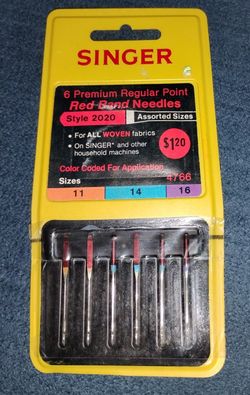 SINGER
6 Premium Regular Point
Red Band Needles
Style 2020 Assorted Sizes
• For ALL WOVEN fabrics
• On SINGER* and other
household machines
$1.20
Color Coded For Application
Sizes 4766
11 14 16